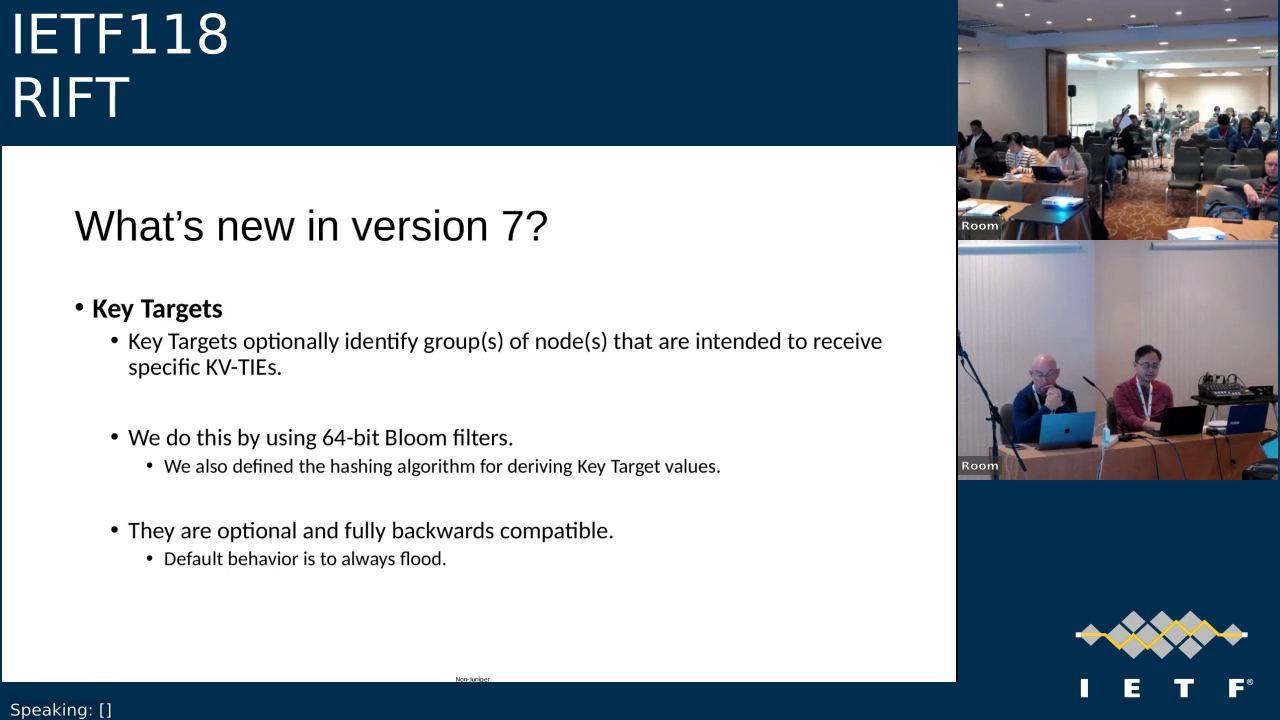 IETF118
RIFT
What’s new in version 7?
• Key Targets
• Key Targets optionally identify group(s) of node(s) that are intended to receive
specific KV-TIEs.
• We do this by using 64-bit Bloom filters.
• We also defined the hashing algorithm for deriving Key Target values.
• They are optional and fully backwards compatible.
• Default behavior is to always flood.
Non-Juniper
Speaking: []
Room
Room
I E T F®